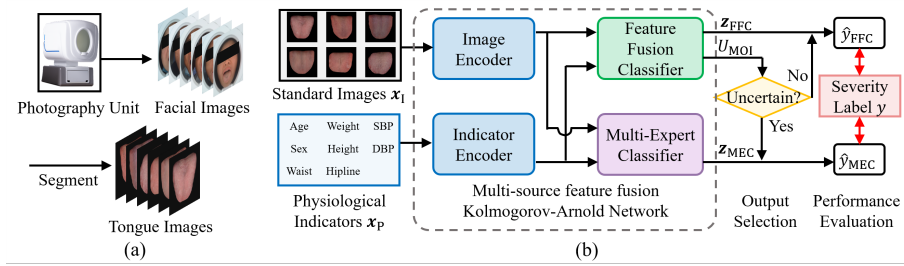 Photography Unit
Facial Images
Segment
Tongue Images
(a)
Standard Images x_I
Age Weight SBP
Sex Height DBP
Waist Hipline
Physiological
Indicators x_P
Image
Encoder
Indicator
Encoder
Feature
Fusion
Classifier
Multi-Expert
Classifier
Multi-source feature fusion
Kolmogorov-Arnold Network
z_FFC
U_MOI
Uncertain?
No
Yes
z_MEC
Output
Selection
ŷ_FFC
Severity
Label y
ŷ_MEC
Performance
Evaluation
(b)